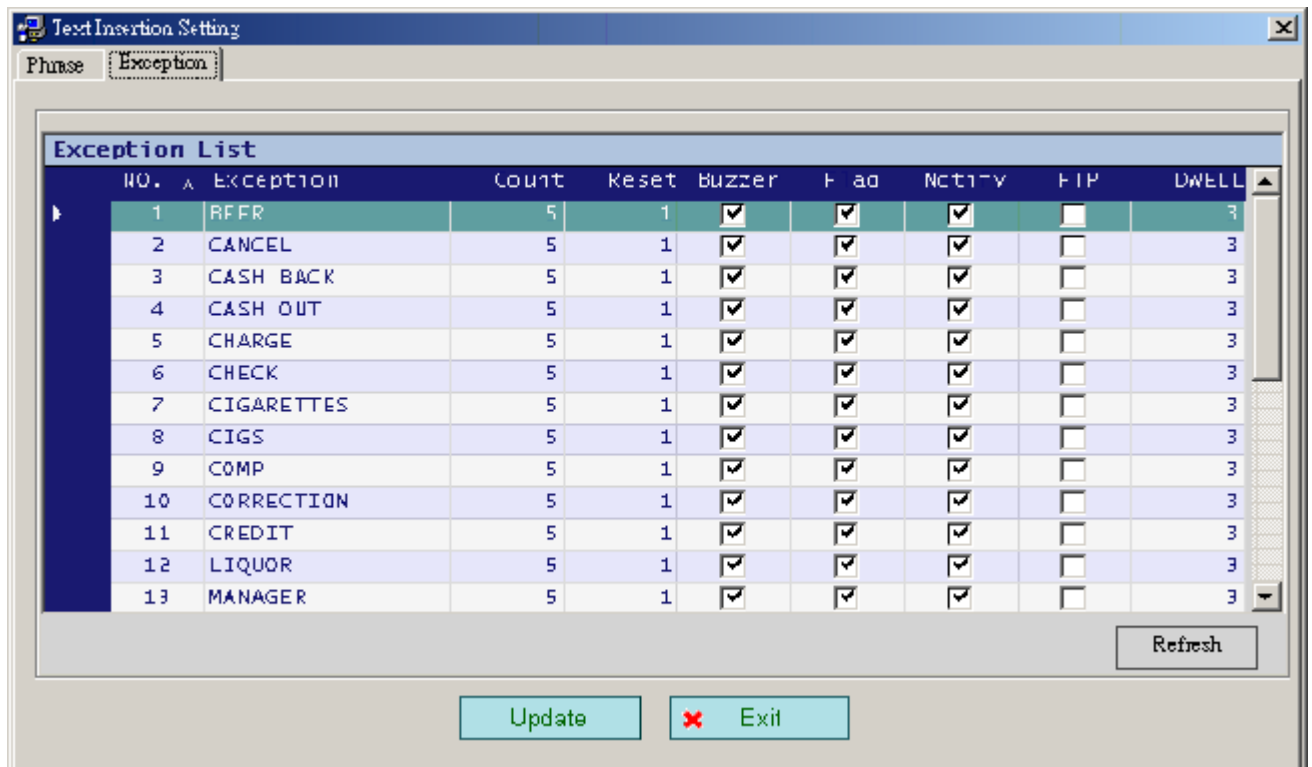 Text Insertion Setting
Phrase Exception
Exception List
NO. Exception Count Reset Buzzer Flag Notify FTP DWELL
1 BEER 5 1 3
2 CANCEL 5 1 3
3 CASH BACK 5 1 3
4 CASH OUT 5 1 3
5 CHARGE 5 1 3
6 CHECK 5 1 3
7 CIGARETTES 5 1 3
8 CIGS 5 1 3
9 COMP 5 1 3
10 CORRECTION 5 1 3
11 CREDIT 5 1 3
12 LIQUOR 5 1 3
13 MANAGER 5 1 3
Refresh
Update Exit